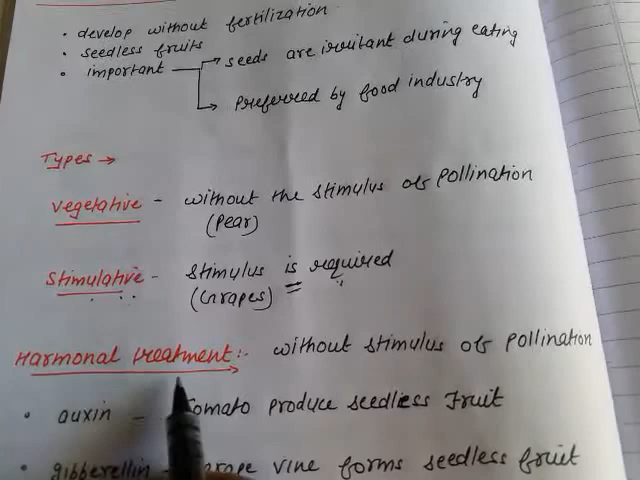 • develop without fertilization
• seedless fruits
• important → seeds are irritant during eating
→ Preferred by food industry
Types →
Vegetative - without the stimulus of Pollination
(Pear)
Stimulative - Stimulus is required
(Grapes)
Harmonal treatment :- without stimulus of Pollination
• auxin - Tomato produce seedless Fruit
• gibberellin - Grape vine forms seedless fruit